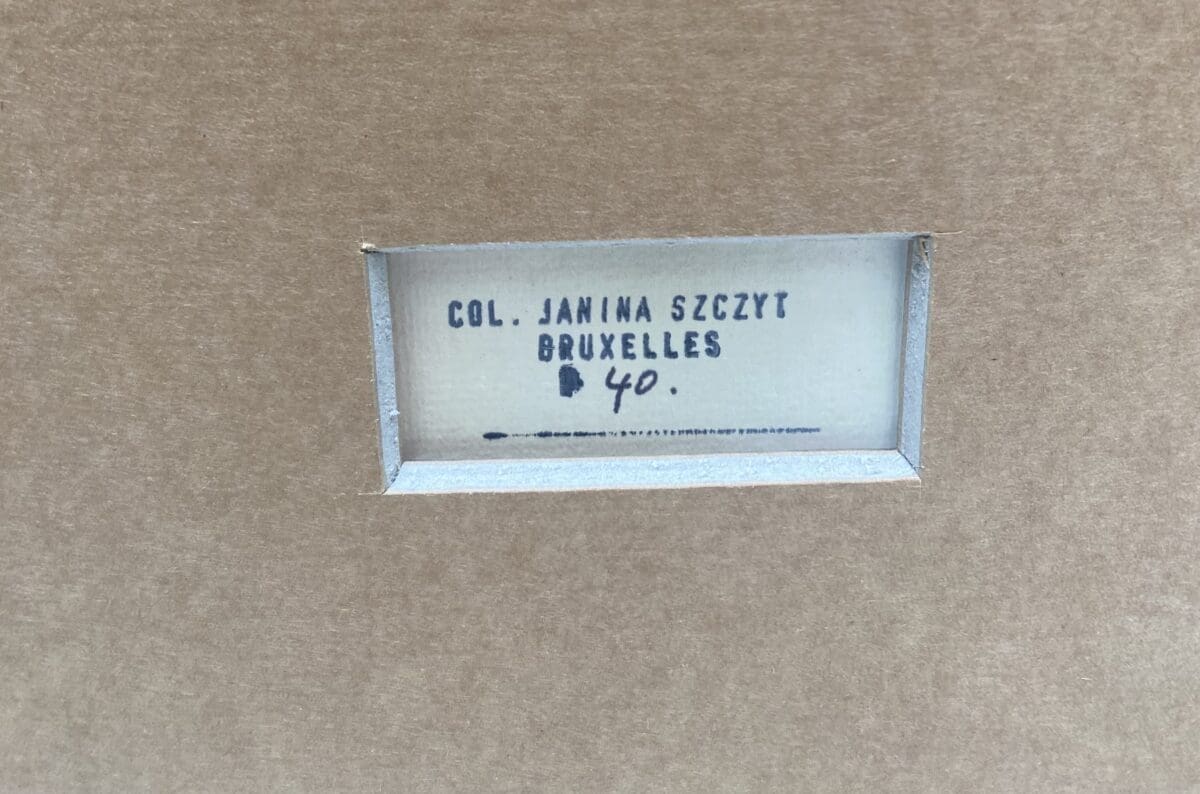 COL. JANINA SZCZYT
BRUXELLES
40.